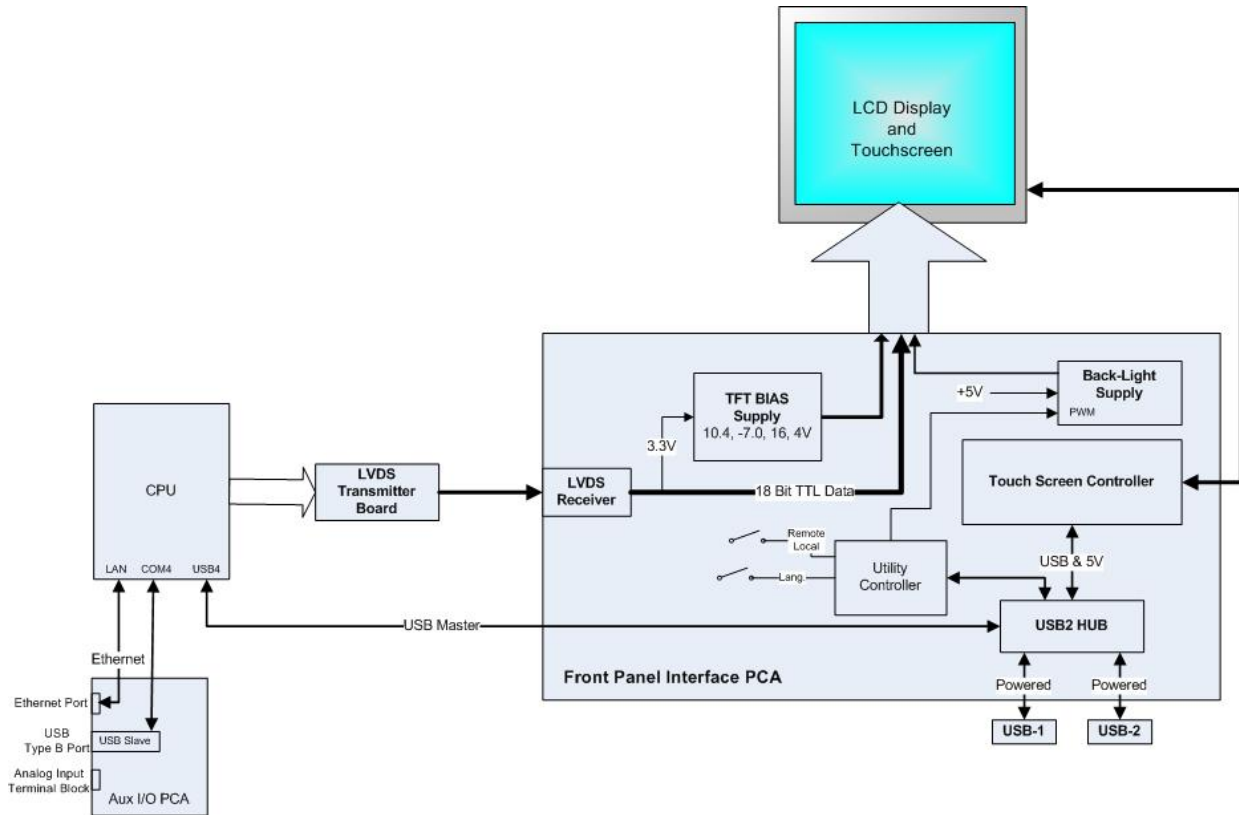 LCD Display
and
Touchscreen
TFT BIAS
Supply
10.4, -7.0, 16, 4V
Back-Light
Supply
PWM
+5V
3.3V
CPU
LAN COM4 USB4
LVDS
Transmitter
Board
LVDS
Receiver
18 Bit TTL Data
Touch Screen Controller
Remote
Local
Lang.
Utility
Controller
USB & 5V
USB2 HUB
USB Master
Ethernet
Front Panel Interface PCA
Powered
Powered
USB-1
USB-2
Ethernet Port
USB
Type B Port
USB Slave
Analog Input
Terminal Block
Aux I/O PCA